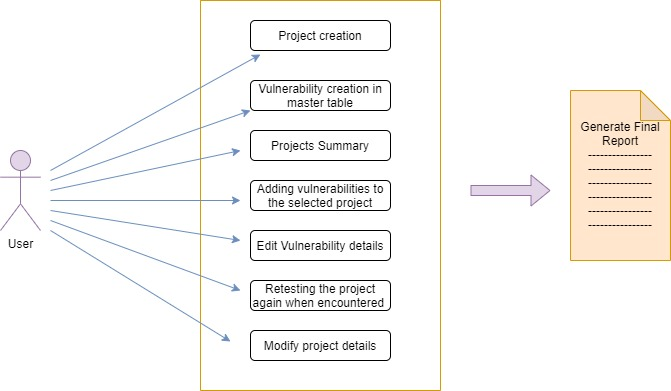 Project creation
Vulnerability creation in
master table
Projects Summary
Adding vulnerabilities to
the selected project
Edit Vulnerability details
Retesting the project
again when encountered
Modify project details
User
Generate Final
Report
----------------
----------------
----------------
----------------
----------------
----------------